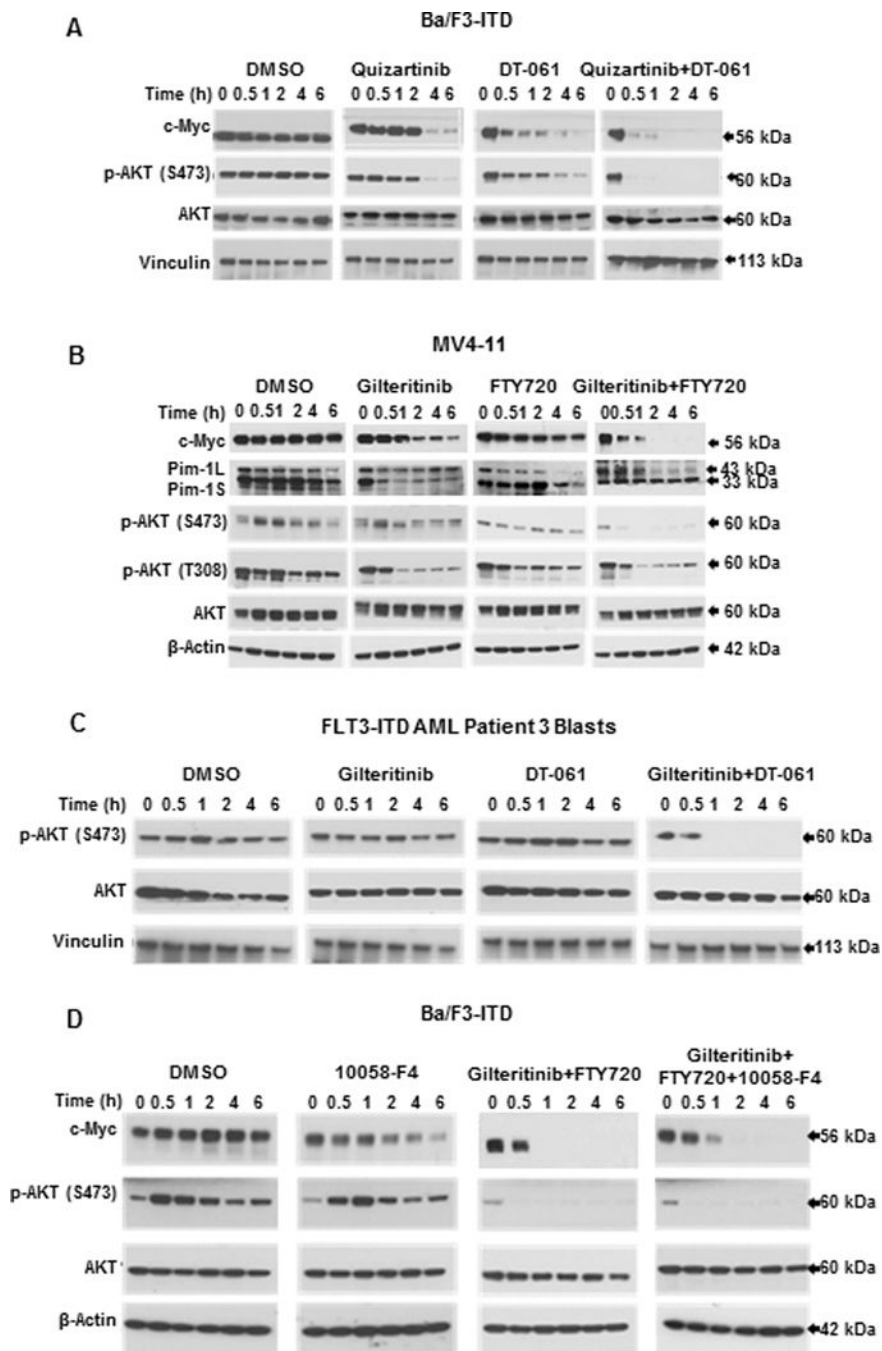 A
Ba/F3-ITD
DMSO Quizartinib DT-061 Quizartinib+DT-061
Time (h) 0 0.5 1 2 4 6 0 0.5 1 2 4 6 0 0.5 1 2 4 6 0 0.5 1 2 4 6
c-Myc 56 kDa
p-AKT (S473) 60 kDa
AKT 60 kDa
Vinculin 113 kDa
B
MV4-11
DMSO Gilteritinib FTY720 Gilteritinib+FTY720
Time (h) 0 0.51 2 4 6 0 0.51 2 4 6 0 0.51 2 4 6 00.51 2 4 6
c-Myc 56 kDa
Pim-1L 43 kDa
Pim-1S 33 kDa
p-AKT (S473) 60 kDa
p-AKT (T308) 60 kDa
AKT 60 kDa
β-Actin 42 kDa
C
FLT3-ITD AML Patient 3 Blasts
DMSO Gilteritinib DT-061 Gilteritinib+DT-061
Time (h) 0 0.5 1 2 4 6 0 0.5 1 2 4 6 0 0.5 1 2 4 6 0 0.5 1 2 4 6
p-AKT (S473) 60 kDa
AKT 60 kDa
Vinculin 113 kDa
D
Ba/F3-ITD
DMSO 10058-F4 Gilteritinib+FTY720 Gilteritinib+
FTY720+10058-F4
Time (h) 0 0.5 1 2 4 6 0 0.5 1 2 4 6 0 0.5 1 2 4 6 0 0.5 1 2 4 6
c-Myc 56 kDa
p-AKT (S473) 60 kDa
AKT 60 kDa
β-Actin 42 kDa